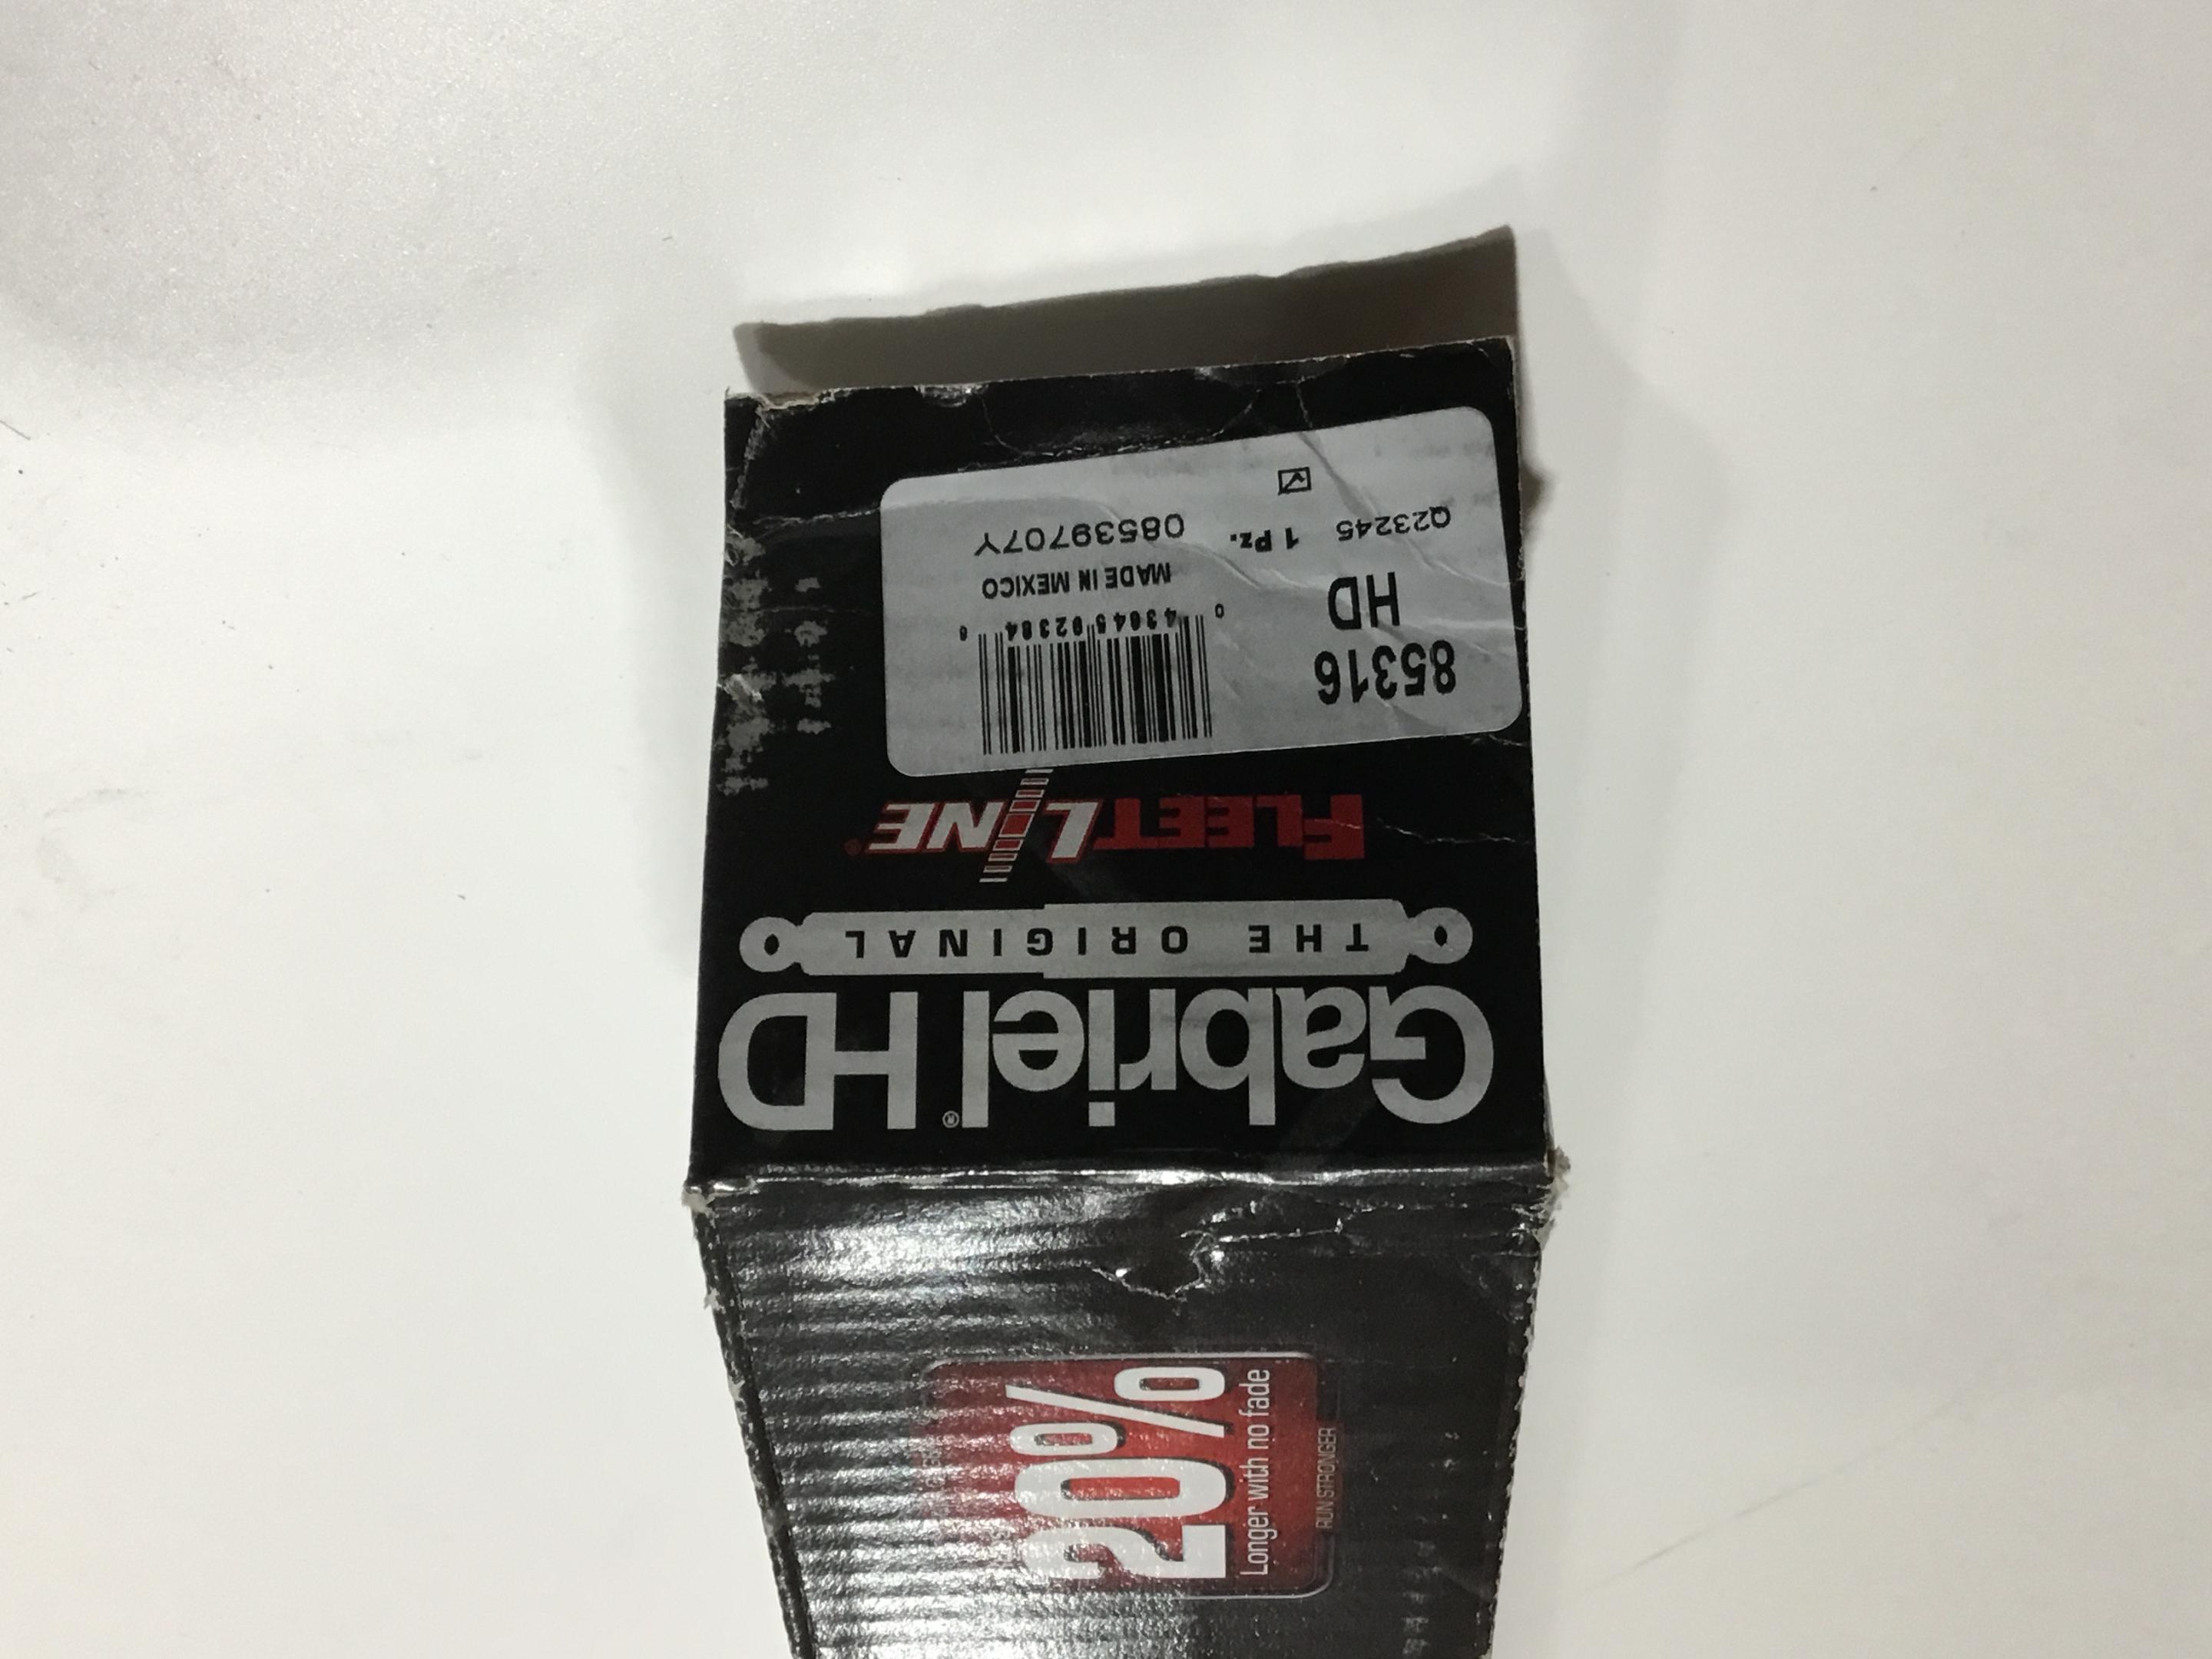 Gabriel® HD
THE ORIGINAL
FLEETLINE®
85316
HD
0 43645 02384 6
MADE IN MEXICO
Q23245 1 Pz. 08539707Y
20%
Longer with no fade
RUN STRONGER